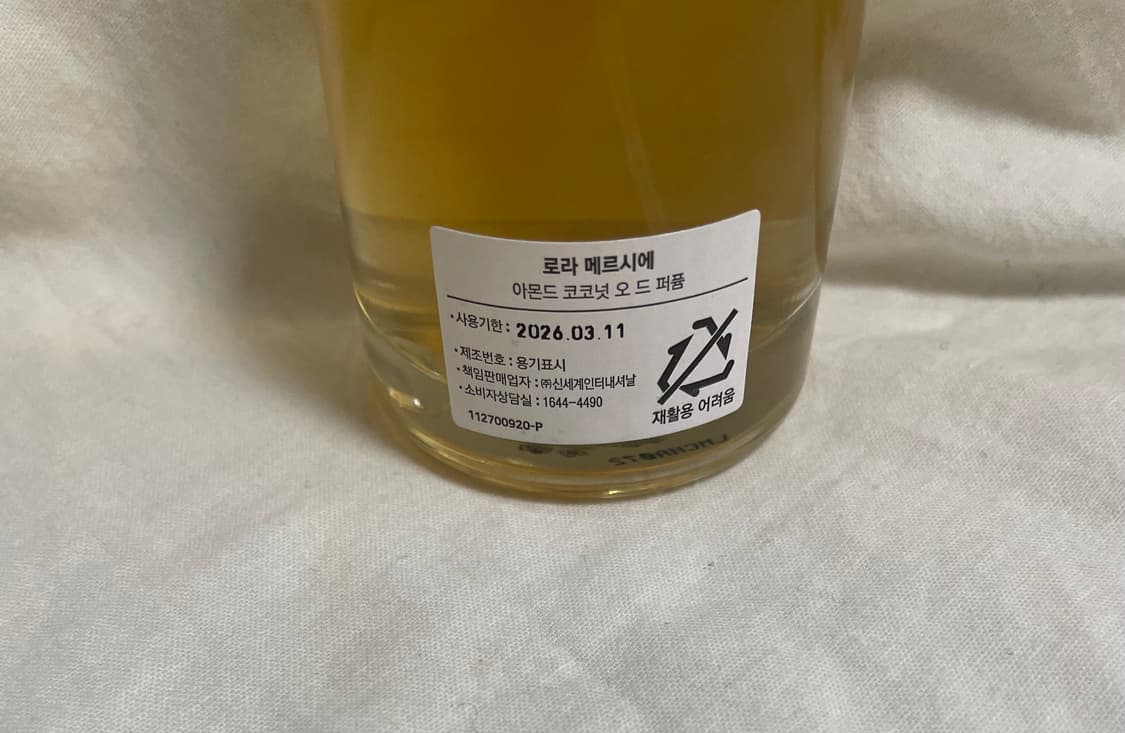 로라 메르시에
아몬드 코코넛 오 드 퍼퓸
•사용기한 : 2026.03.11
•제조번호 : 용기표시
•책임판매업자 : ㈜신세계인터내셔날
•소비자상담실 : 1644-4490
112700920-P
재활용 어려움